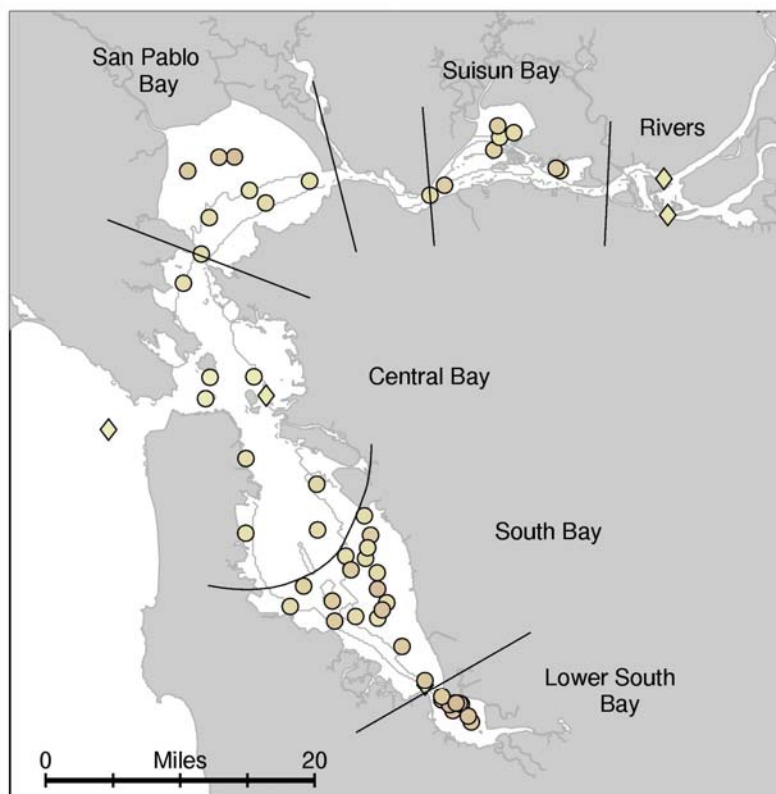 San Pablo
Bay
Suisun Bay
Rivers
Central Bay
South Bay
Lower South
Bay
0 Miles 20